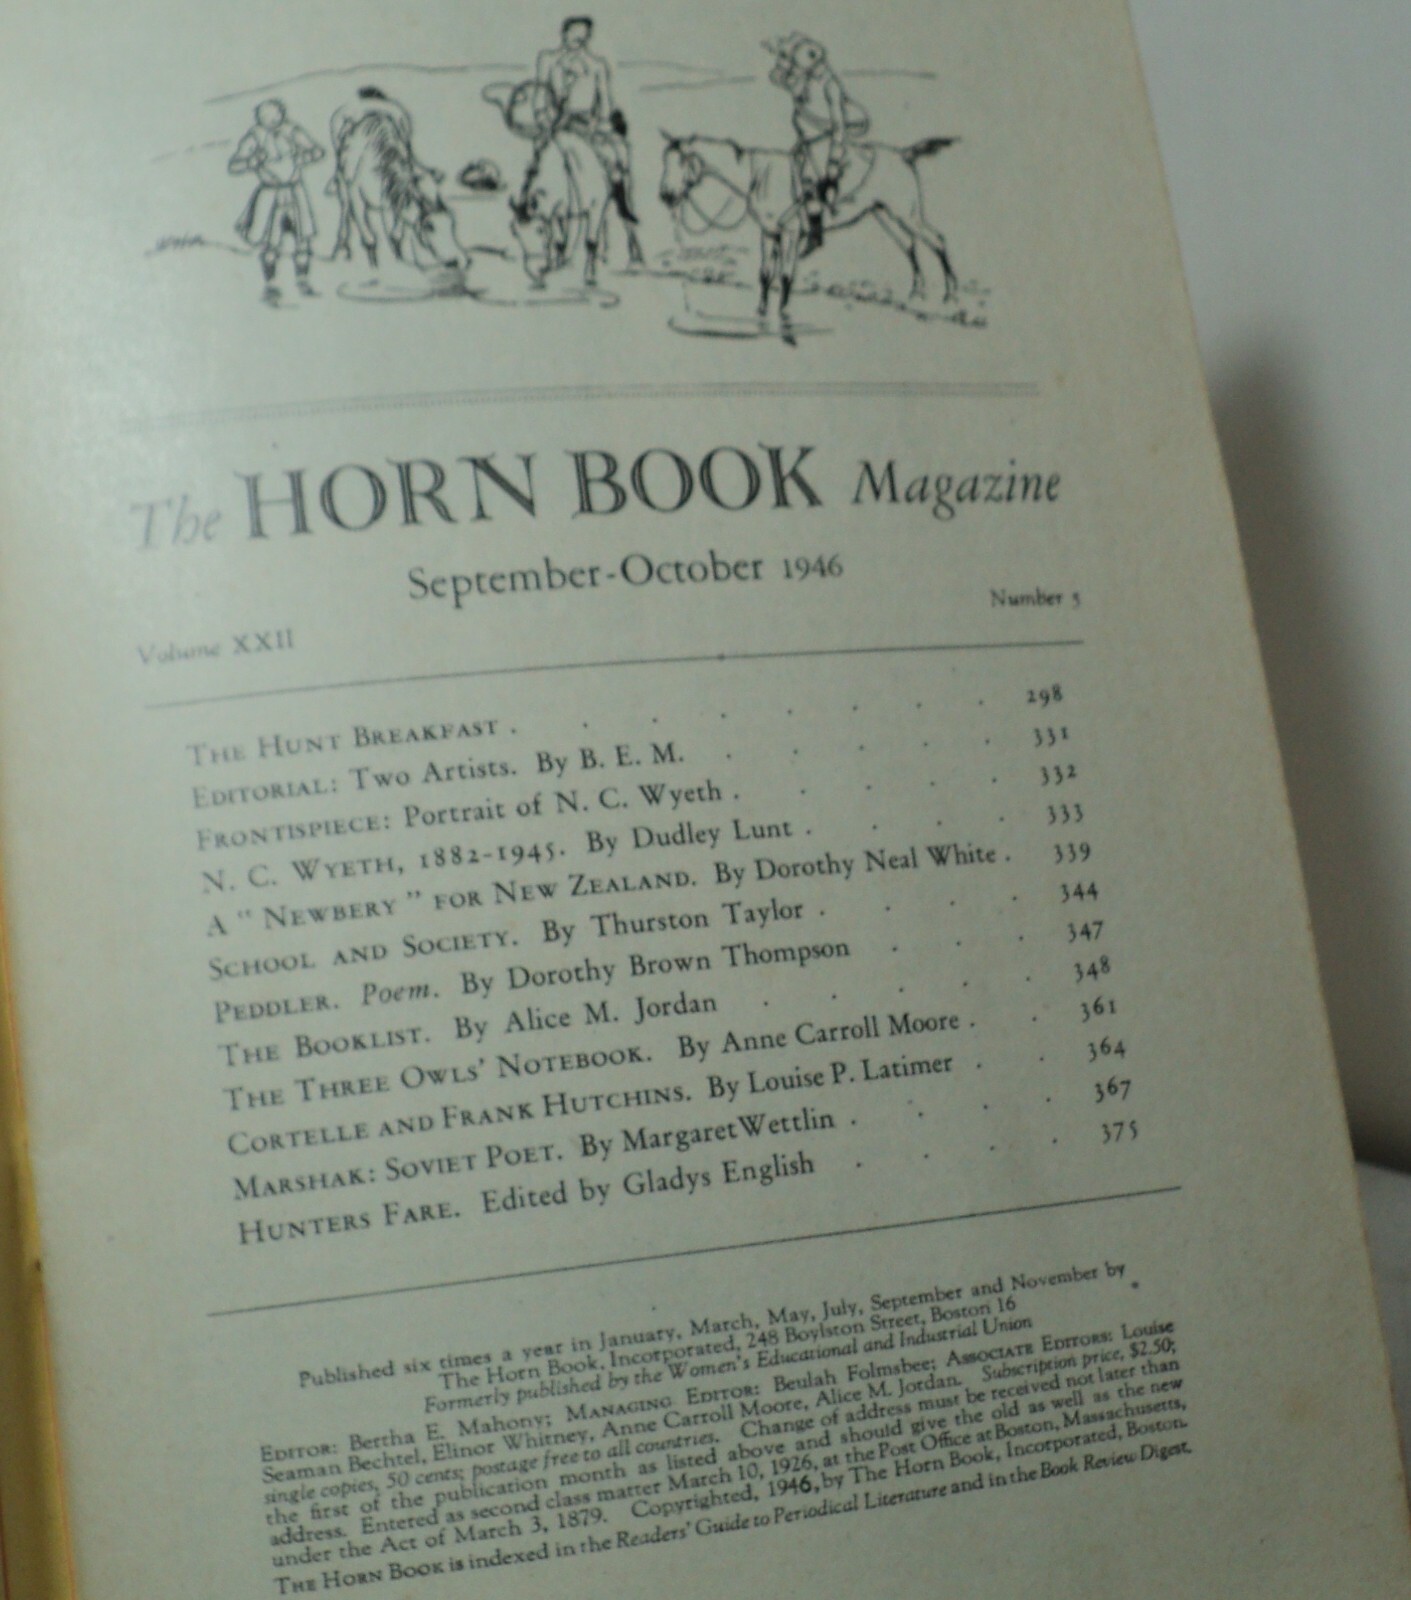 The HORN BOOK Magazine
September-October 1946
Volume XXII Number 5
THE HUNT BREAKFAST . . . . . . . . 298
EDITORIAL: Two Artists. By B. E. M. . . . . . 331
FRONTISPIECE: Portrait of N. C. Wyeth . . . . . 332
N. C. WYETH, 1882-1945. By Dudley Lunt . . . . 333
A "NEWBERY" FOR NEW ZEALAND. By Dorothy Neal White . 339
SCHOOL AND SOCIETY. By Thurston Taylor . . . . 344
PEDDLER. Poem. By Dorothy Brown Thompson . . . 347
THE BOOKLIST. By Alice M. Jordan . . . . . 348
THE THREE OWLS' NOTEBOOK. By Anne Carroll Moore . . 361
CORTELLE AND FRANK HUTCHINS. By Louise P. Latimer . . 364
MARSHAK: SOVIET POET. By Margaret Wettlin . . . . 367
HUNTERS FARE. Edited by Gladys English . . . . 375
Published six times a year in January, March, May, July, September and November by
The Horn Book, Incorporated, 248 Boylston Street, Boston 16
Formerly published by the Women's Educational and Industrial Union
EDITOR: Bertha E. Mahony; MANAGING EDITOR: Beulah Folmsbee; ASSOCIATE EDITORS: Louise
Seaman Bechtel, Elinor Whitney, Anne Carroll Moore, Alice M. Jordan. Subscription price, $2.50;
single copies, 50 cents; postage free to all countries. Change of address must be received not later than
the first of the publication month as listed above and should give the old as well as the new
address. Entered as second class matter March 10, 1926, at the Post Office at Boston, Massachusetts,
under the Act of March 3, 1879. Copyrighted, 1946, by The Horn Book, Incorporated, Boston.
THE HORN BOOK is indexed in the Readers' Guide to Periodical Literature and in the Book Review Digest.